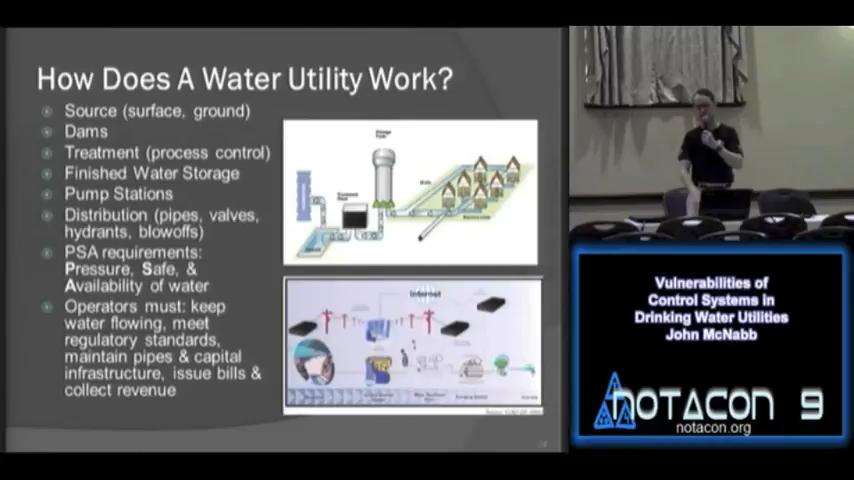 How Does A Water Utility Work?
Source (surface, ground)
Dams
Treatment (process control)
Finished Water Storage
Pump Stations
Distribution (pipes, valves,
hydrants, blowoffs)
PSA requirements:
Pressure, Safe, &
Availability of water
Operators must: keep
water flowing, meet
regulatory standards,
maintain pipes & capital
infrastructure, issue bills &
collect revenue
Internet
Vulnerabilities of
Control Systems in
Drinking Water Utilities
John McNabb
NOTACON 9
notacon.org